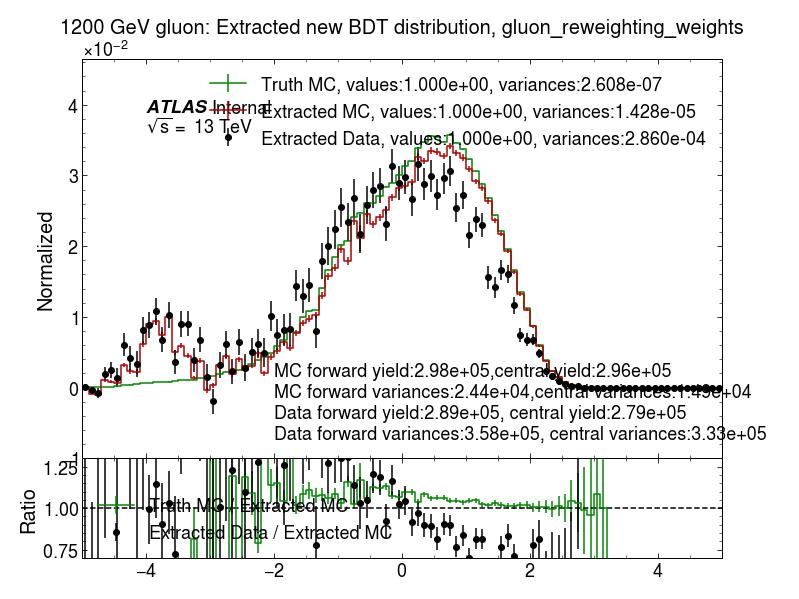 1200 GeV gluon: Extracted new BDT distribution, gluon_reweighting_weights
×10⁻²
Truth MC, values:1.000e+00, variances:2.608e-07
ATLAS Internal
Extracted MC, values:1.000e+00, variances:1.428e-05
√s = 13 TeV
Extracted Data, values:1.000e+00, variances:2.860e-04
4
3
2
1
0
Normalized
MC forward yield:2.98e+05,central yield:2.96e+05
MC forward variances:2.44e+04,central variances:1.49e+04
Data forward yield:2.89e+05, central yield:2.79e+05
Data forward variances:3.58e+05, central variances:3.33e+05
1
1.25
1.00
0.75
Ratio
Truth MC / Extracted MC
Extracted Data / Extracted MC
−4 −2 0 2 4